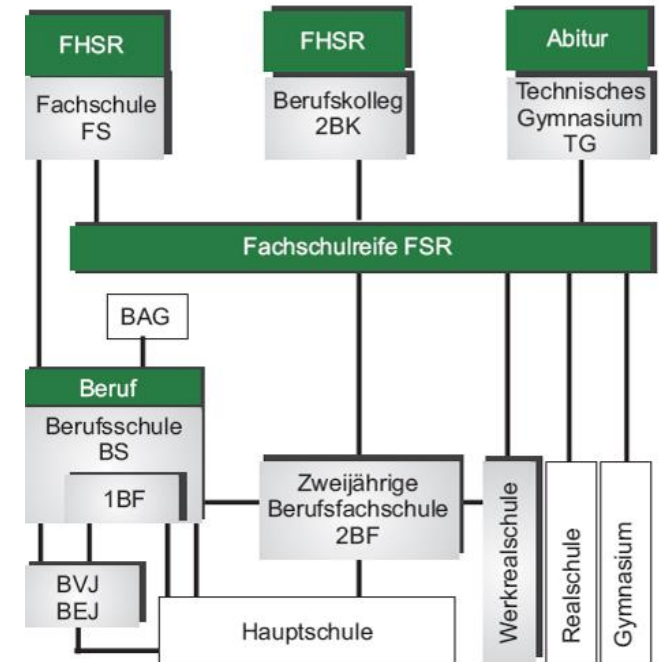 FHSR
Fachschule
FS
FHSR
Berufskolleg
2BK
Abitur
Technisches
Gymnasium
TG
Fachschulreife FSR
BAG
Beruf
Berufsschule
BS
1BF
Zweijährige
Berufsfachschule
2BF
Werkrealschule
Realschule
Gymnasium
BVJ
BEJ
Hauptschule